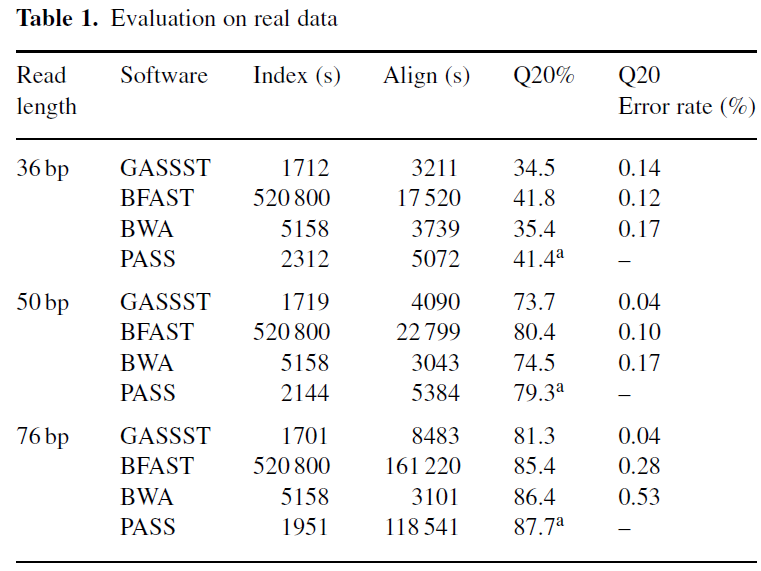 Table 1. Evaluation on real data
Read Software Index (s) Align (s) Q20% Q20
length Error rate (%)
36 bp GASSST 1712 3211 34.5 0.14
BFAST 520 800 17 520 41.8 0.12
BWA 5158 3739 35.4 0.17
PASS 2312 5072 41.4a –
50 bp GASSST 1719 4090 73.7 0.04
BFAST 520 800 22 799 80.4 0.10
BWA 5158 3043 74.5 0.17
PASS 2144 5384 79.3a –
76 bp GASSST 1701 8483 81.3 0.04
BFAST 520 800 161 220 85.4 0.28
BWA 5158 3101 86.4 0.53
PASS 1951 118 541 87.7a –